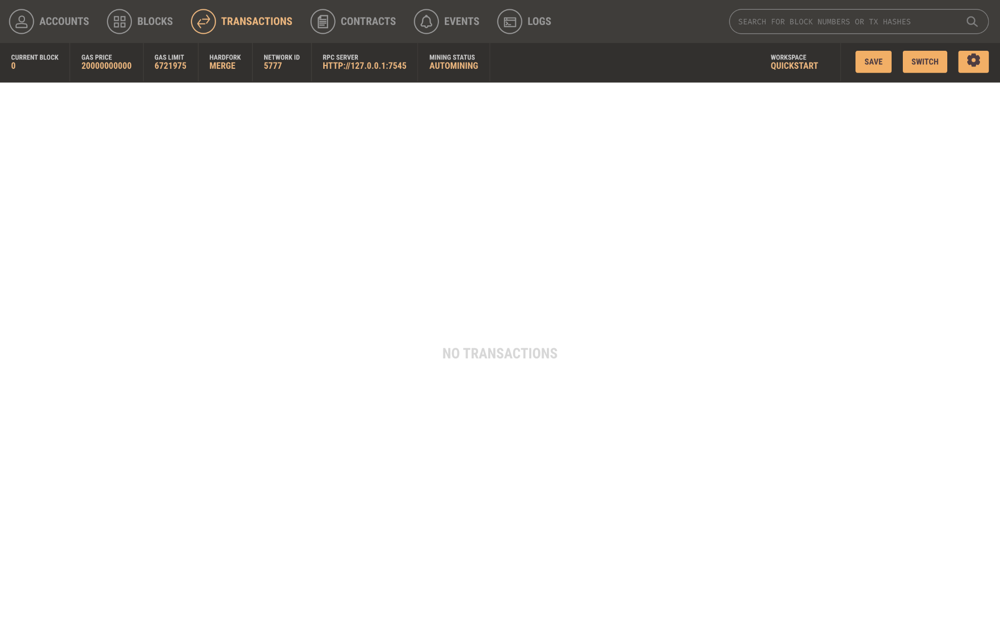 ACCOUNTS
BLOCKS
TRANSACTIONS
CONTRACTS
EVENTS
LOGS
SEARCH FOR BLOCK NUMBERS OR TX HASHES
CURRENT BLOCK
0
GAS PRICE
20000000000
GAS LIMIT
6721975
HARDFORK
MERGE
NETWORK ID
5777
RPC SERVER
HTTP://127.0.0.1:7545
MINING STATUS
AUTOMINING
WORKSPACE
QUICKSTART
SAVE
SWITCH
NO TRANSACTIONS